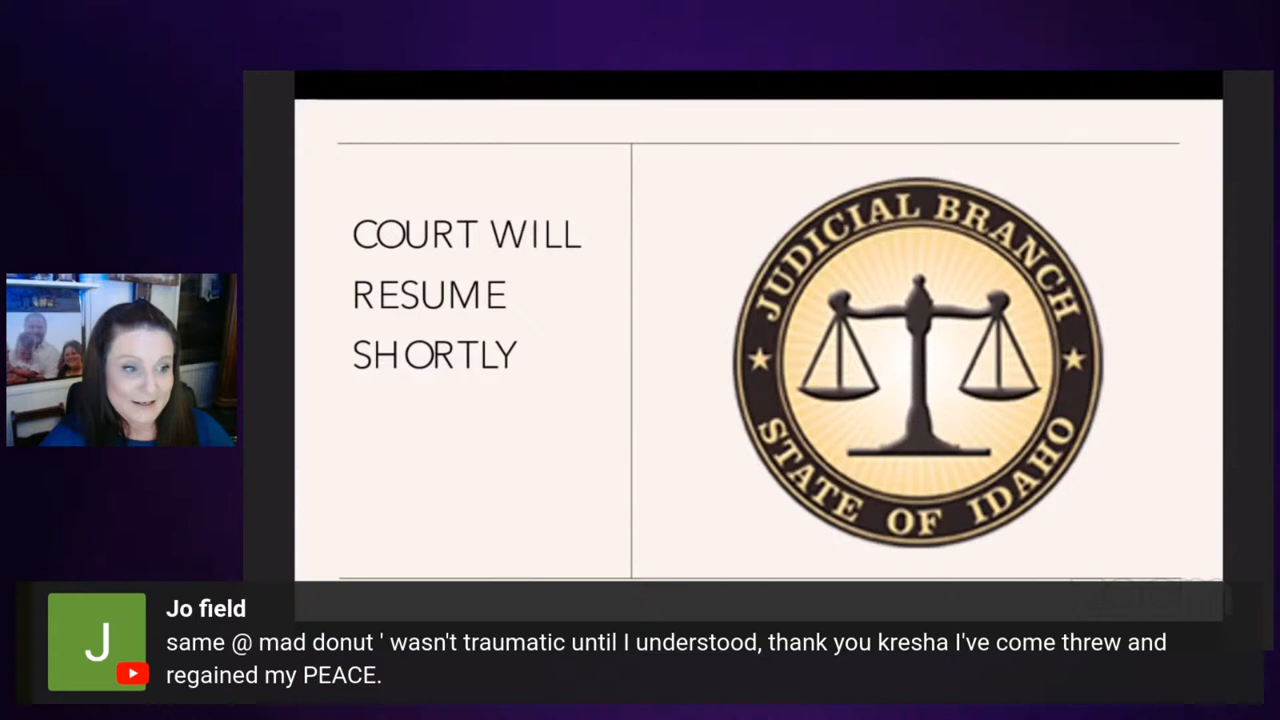 COURT WILL
RESUME
SHORTLY
JUDICIAL BRANCH
STATE OF IDAHO
J
Jo field
same @ mad donut ' wasn't traumatic until I understood, thank you kresha I've come threw and
regained my PEACE.